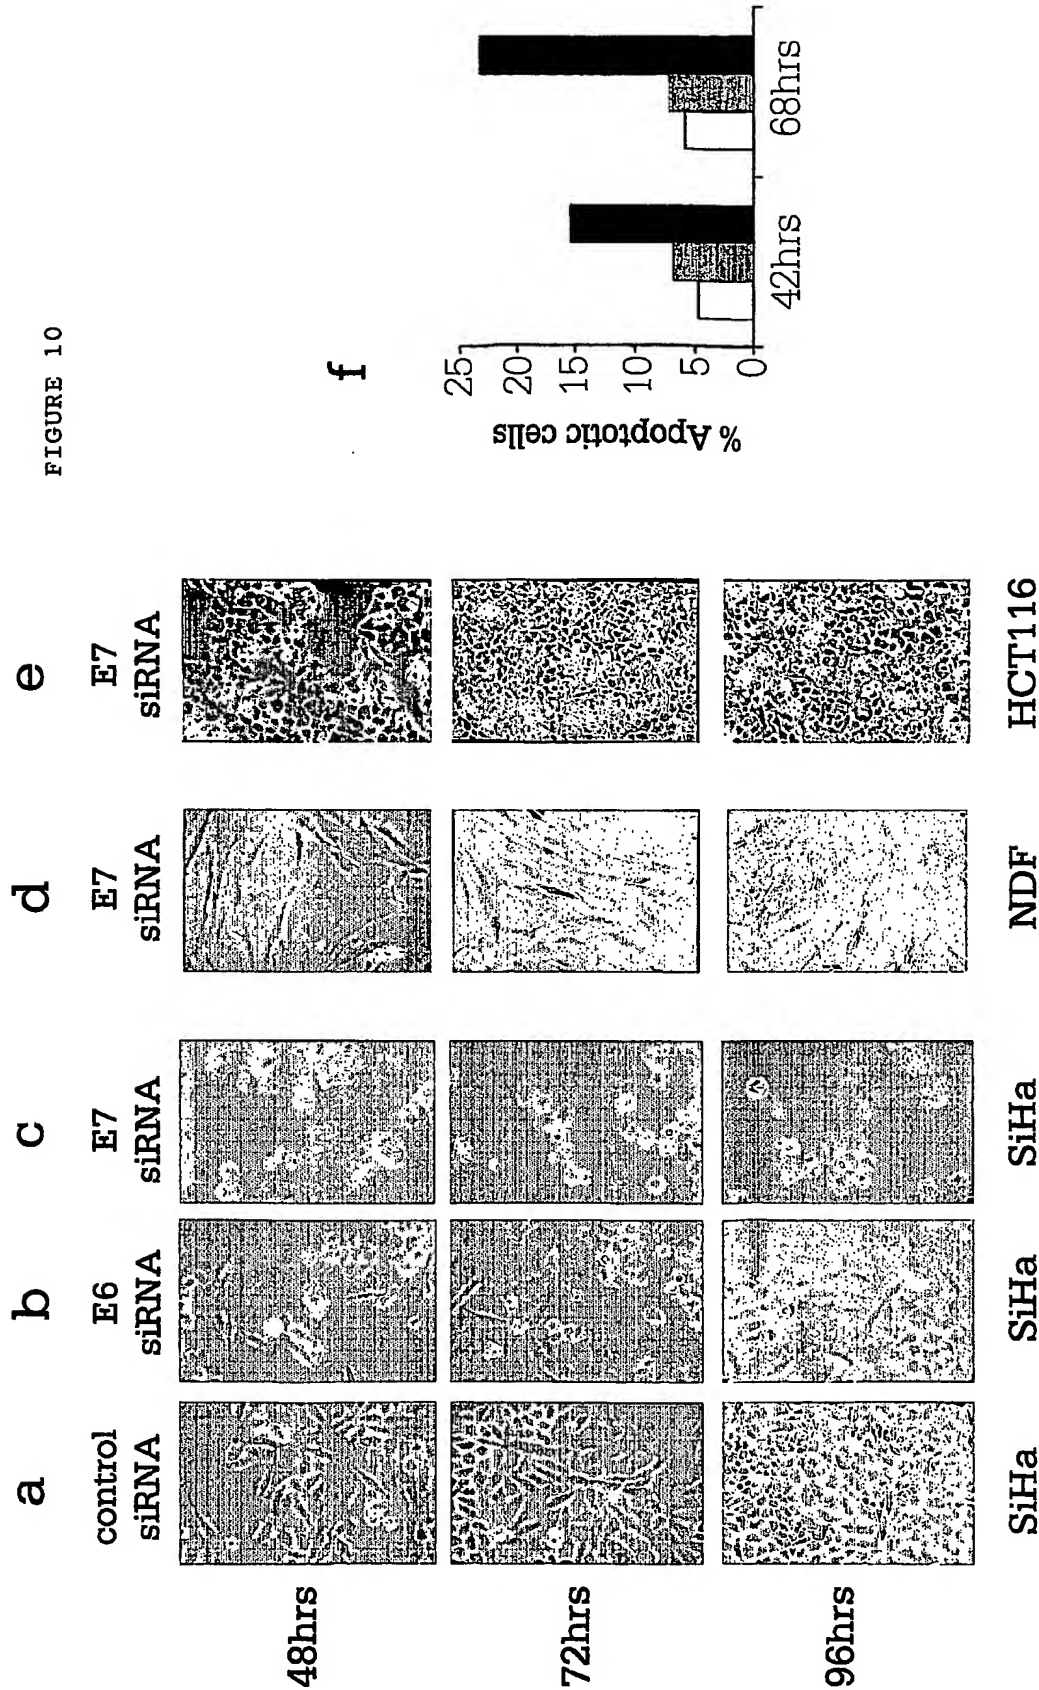 FIGURE 10
a
b
c
d
e
control
siRNA
E6
siRNA
E7
siRNA
E7
siRNA
E7
siRNA
48hrs
72hrs
96hrs
SiHa
SiHa
SiHa
NDF
HCT116
f
% Apoptotic cells
25
20
15
10
5
0
42hrs
68hrs